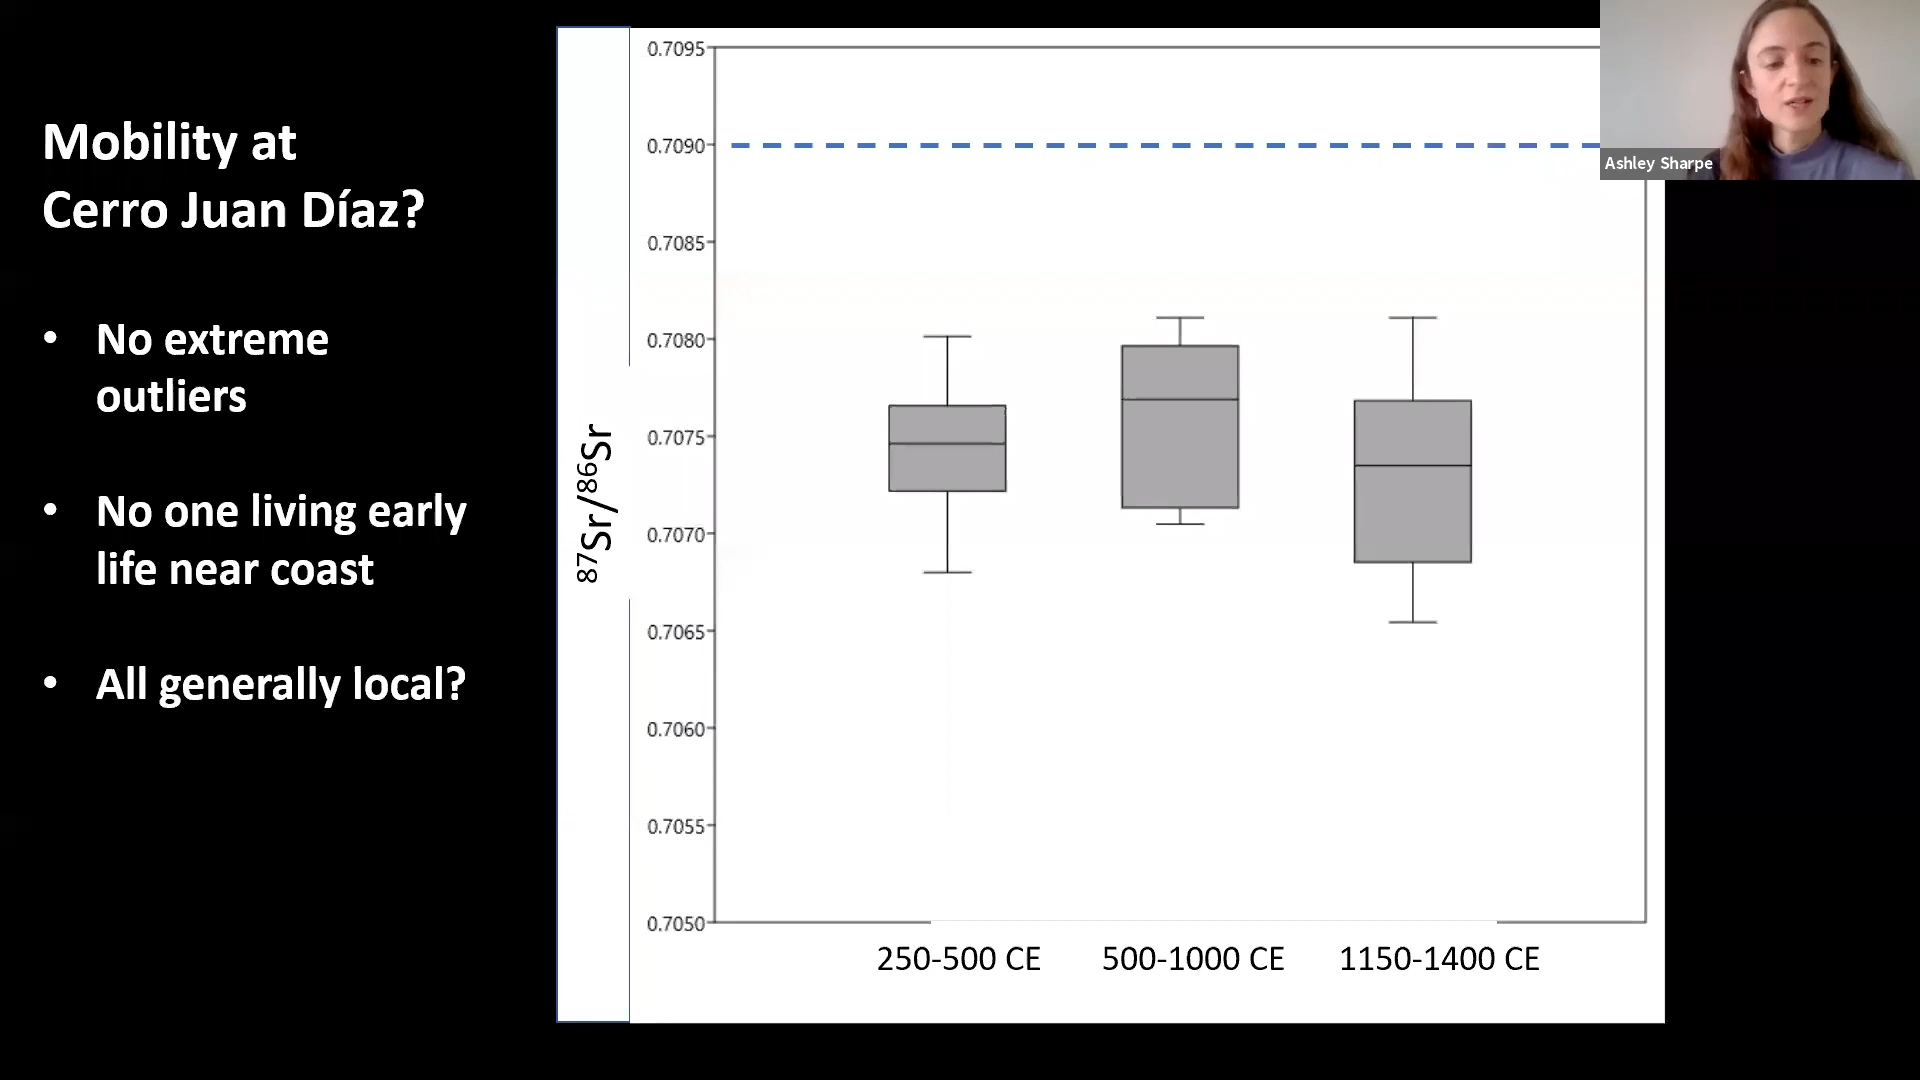 Mobility at
Cerro Juan Díaz?
• No extreme
outliers
• No one living early
life near coast
• All generally local?
⁸⁷Sr/⁸⁶Sr
0.7095
0.7090
0.7085
0.7080
0.7075
0.7070
0.7065
0.7060
0.7055
0.7050
250-500 CE
500-1000 CE
1150-1400 CE
Ashley Sharpe